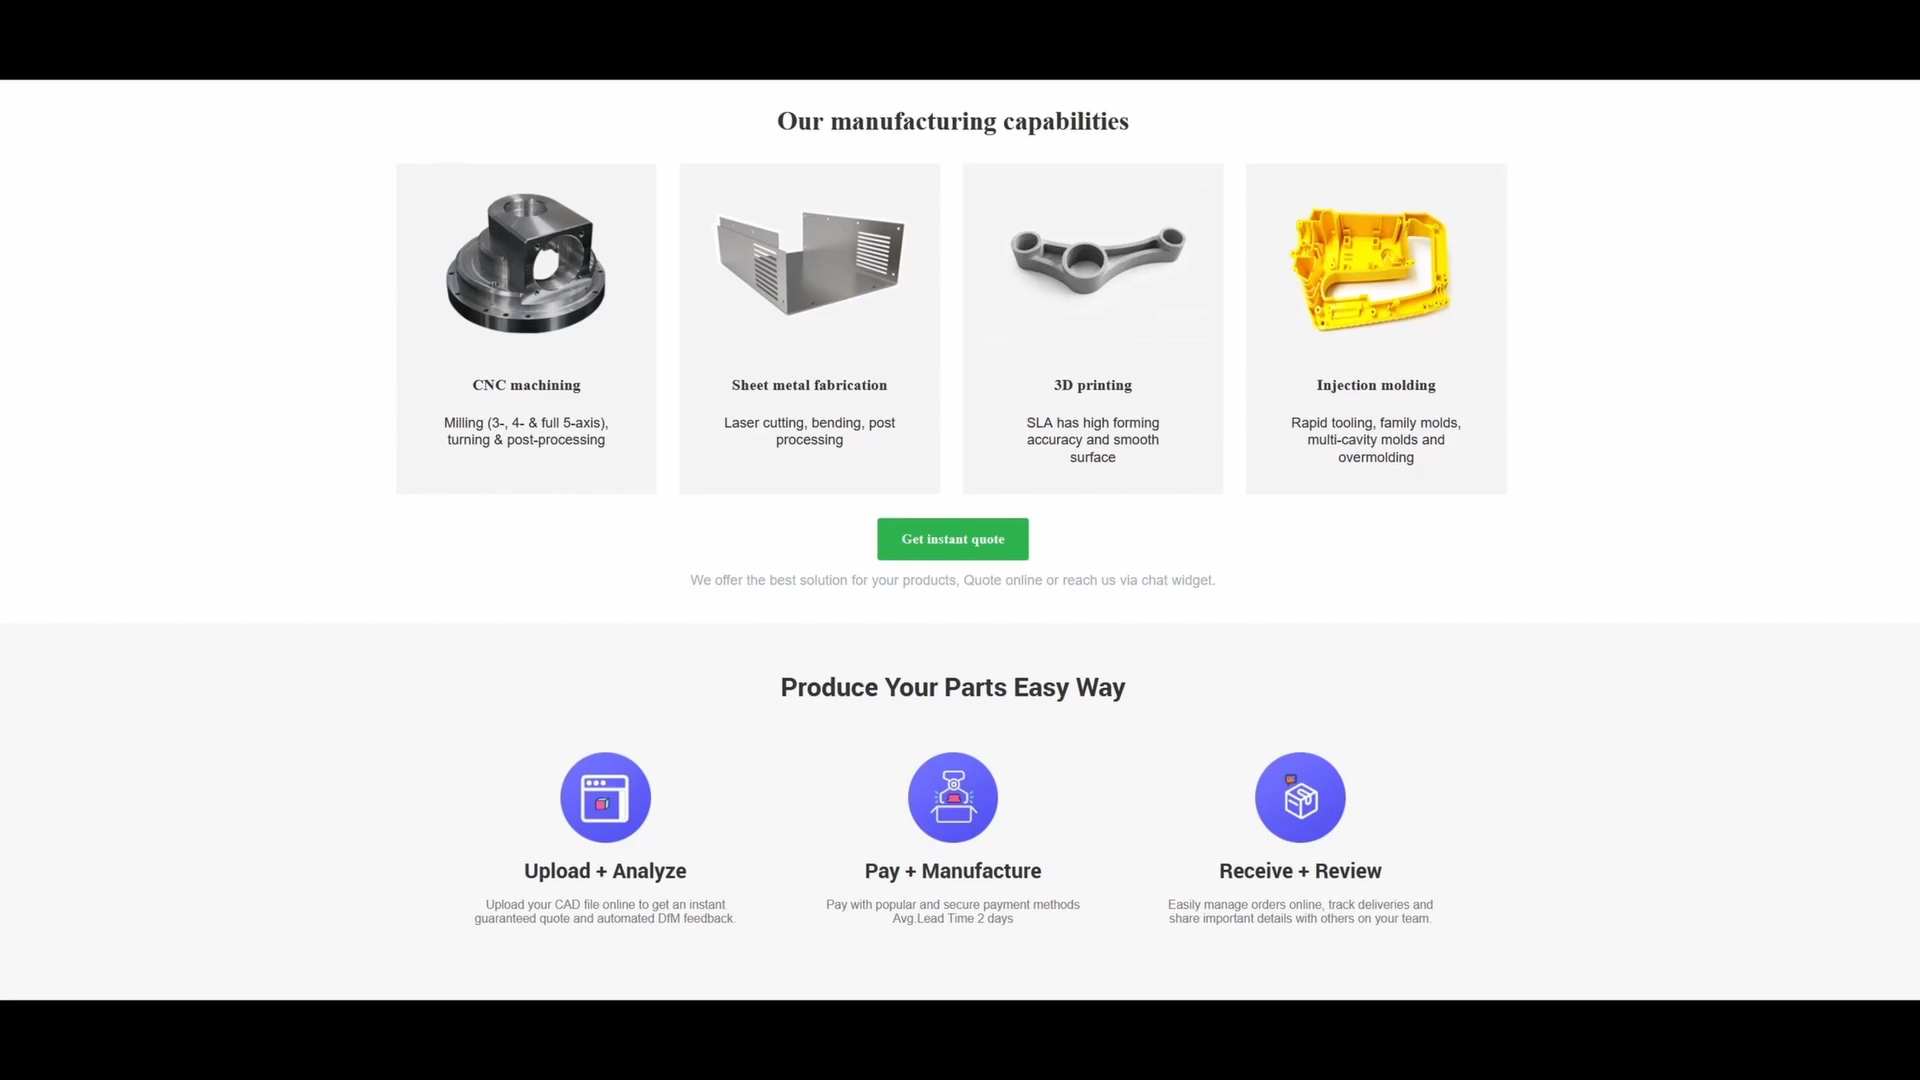 Our manufacturing capabilities
CNC machining
Milling (3-, 4- & full 5-axis),
turning & post-processing
Sheet metal fabrication
Laser cutting, bending, post
processing
3D printing
SLA has high forming
accuracy and smooth
surface
Injection molding
Rapid tooling, family molds,
multi-cavity molds and
overmolding
Get instant quote
We offer the best solution for your products, Quote online or reach us via chat widget.
Produce Your Parts Easy Way
Upload + Analyze
Upload your CAD file online to get an instant
guaranteed quote and automated DfM feedback.
Pay + Manufacture
Pay with popular and secure payment methods
Avg.Lead Time 2 days
Receive + Review
Easily manage orders online, track deliveries and
share important details with others on your team.